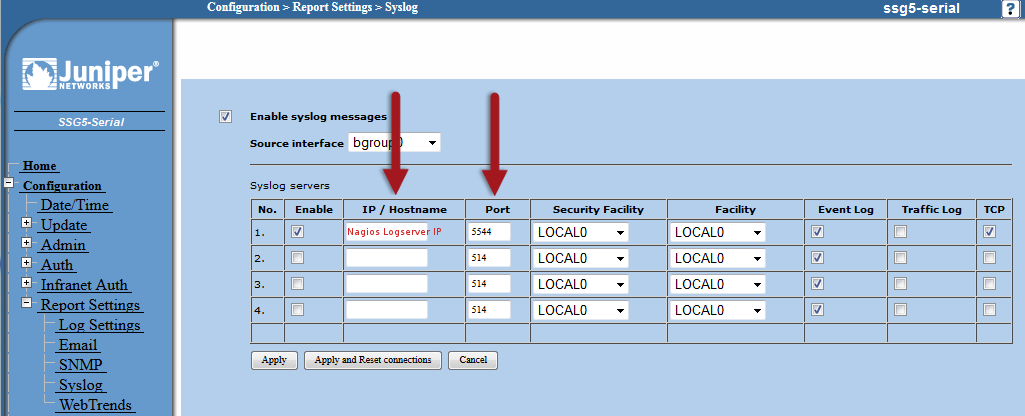 Configuration > Report Settings > Syslog
ssg5-serial
?
Juniper®
NETWORKS
SSG5-Serial
Home
Configuration
Date/Time
Update
Admin
Auth
Infranet Auth
Report Settings
Log Settings
Email
SNMP
Syslog
WebTrends
Enable syslog messages
Source interface bgroup0
Syslog servers
No. Enable IP / Hostname Port Security Facility Facility Event Log Traffic Log TCP
1. Nagios Logserver IP 5544 LOCAL0 LOCAL0
2. 514 LOCAL0 LOCAL0
3. 514 LOCAL0 LOCAL0
4. 514 LOCAL0 LOCAL0
Apply Apply and Reset connections Cancel